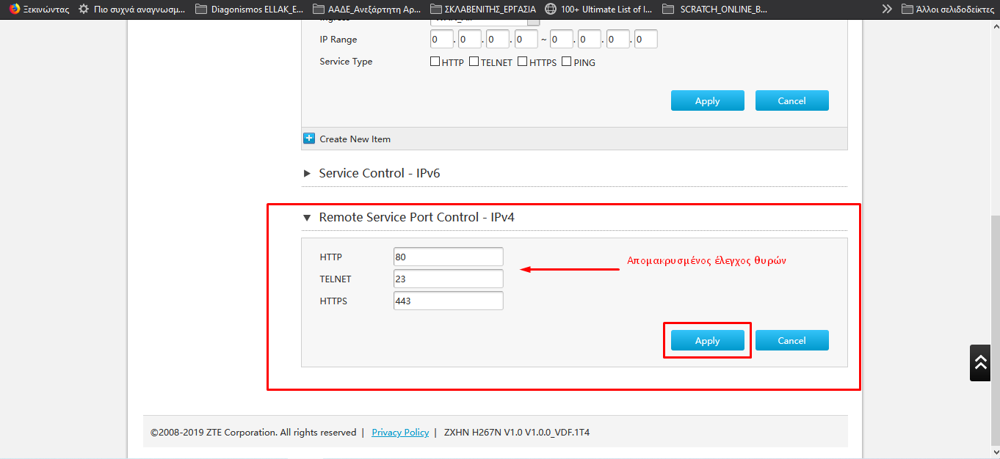 Ξεκινώντας Πιο συχνά αναγνωσμ... Diagonismos ELLAK_E... ΑΑΔΕ_Ανεξάρτητη Αρ... ΣΚΛΑΒΕΝΙΤΗΣ_ΕΡΓΑΣΙΑ 100+ Ultimate List of I... SCRATCH_ONLINE_B... Άλλοι σελιδοδείκτες
IP Range 0 . 0 . 0 . 0 ~ 0 . 0 . 0 . 0
Service Type HTTP TELNET HTTPS PING
Apply Cancel
Create New Item
Service Control - IPv6
Remote Service Port Control - IPv4
HTTP 80
Απομακρυσμένος έλεγχος θυρών
TELNET 23
HTTPS 443
Apply Cancel
©2008-2019 ZTE Corporation. All rights reserved | Privacy Policy | ZXHN H267N V1.0 V1.0.0_VDF.1T4